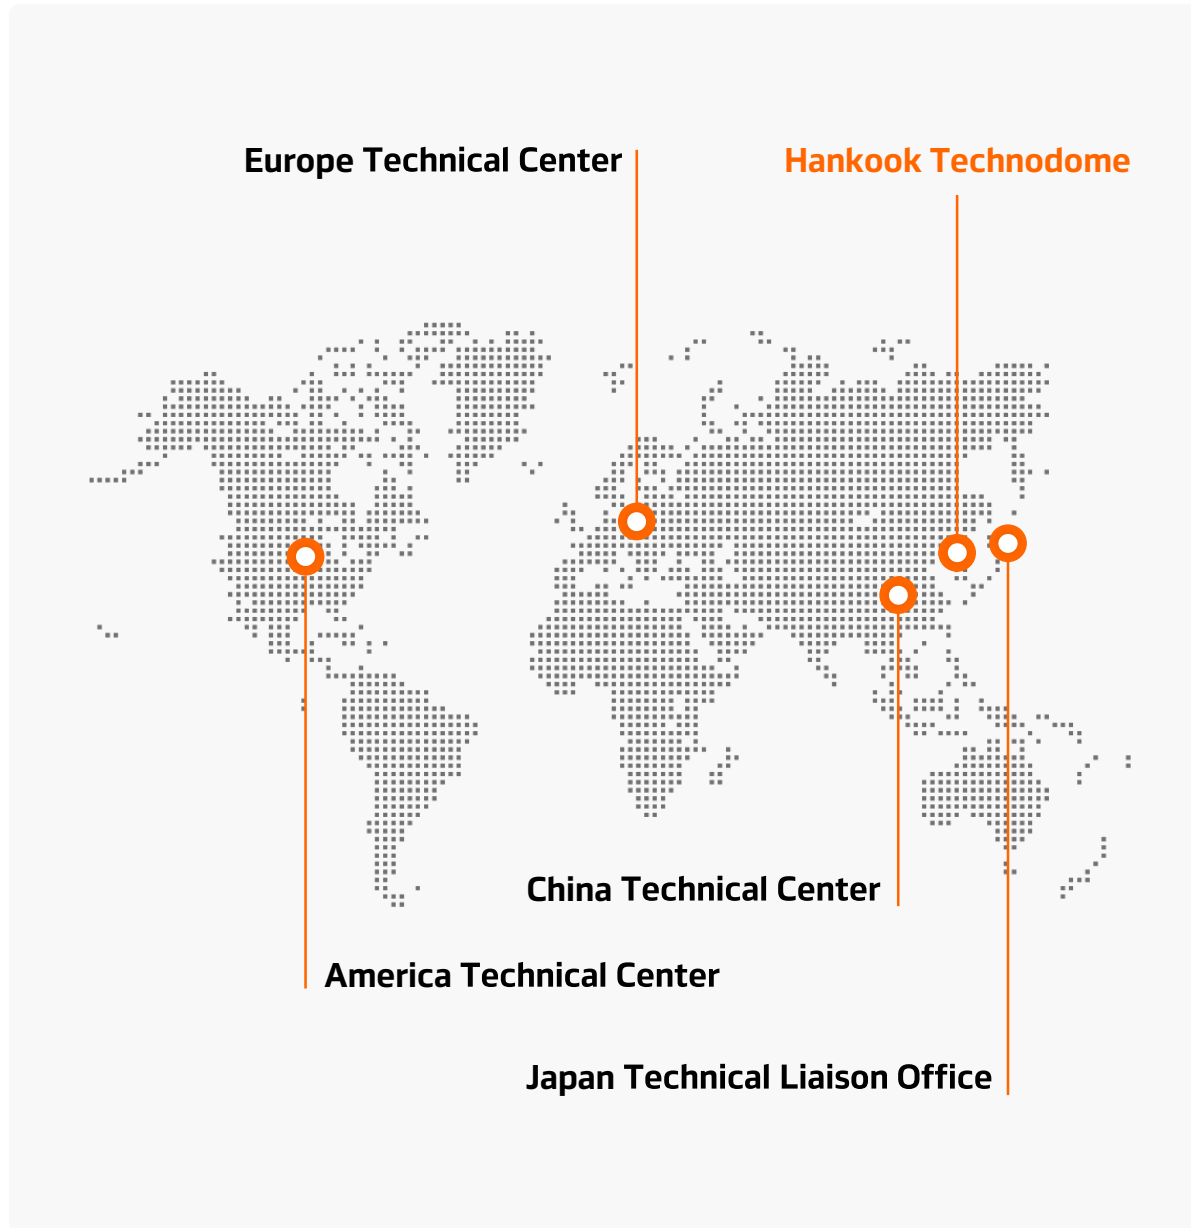 Europe Technical Center
Hankook Technodome
China Technical Center
America Technical Center
Japan Technical Liaison Office